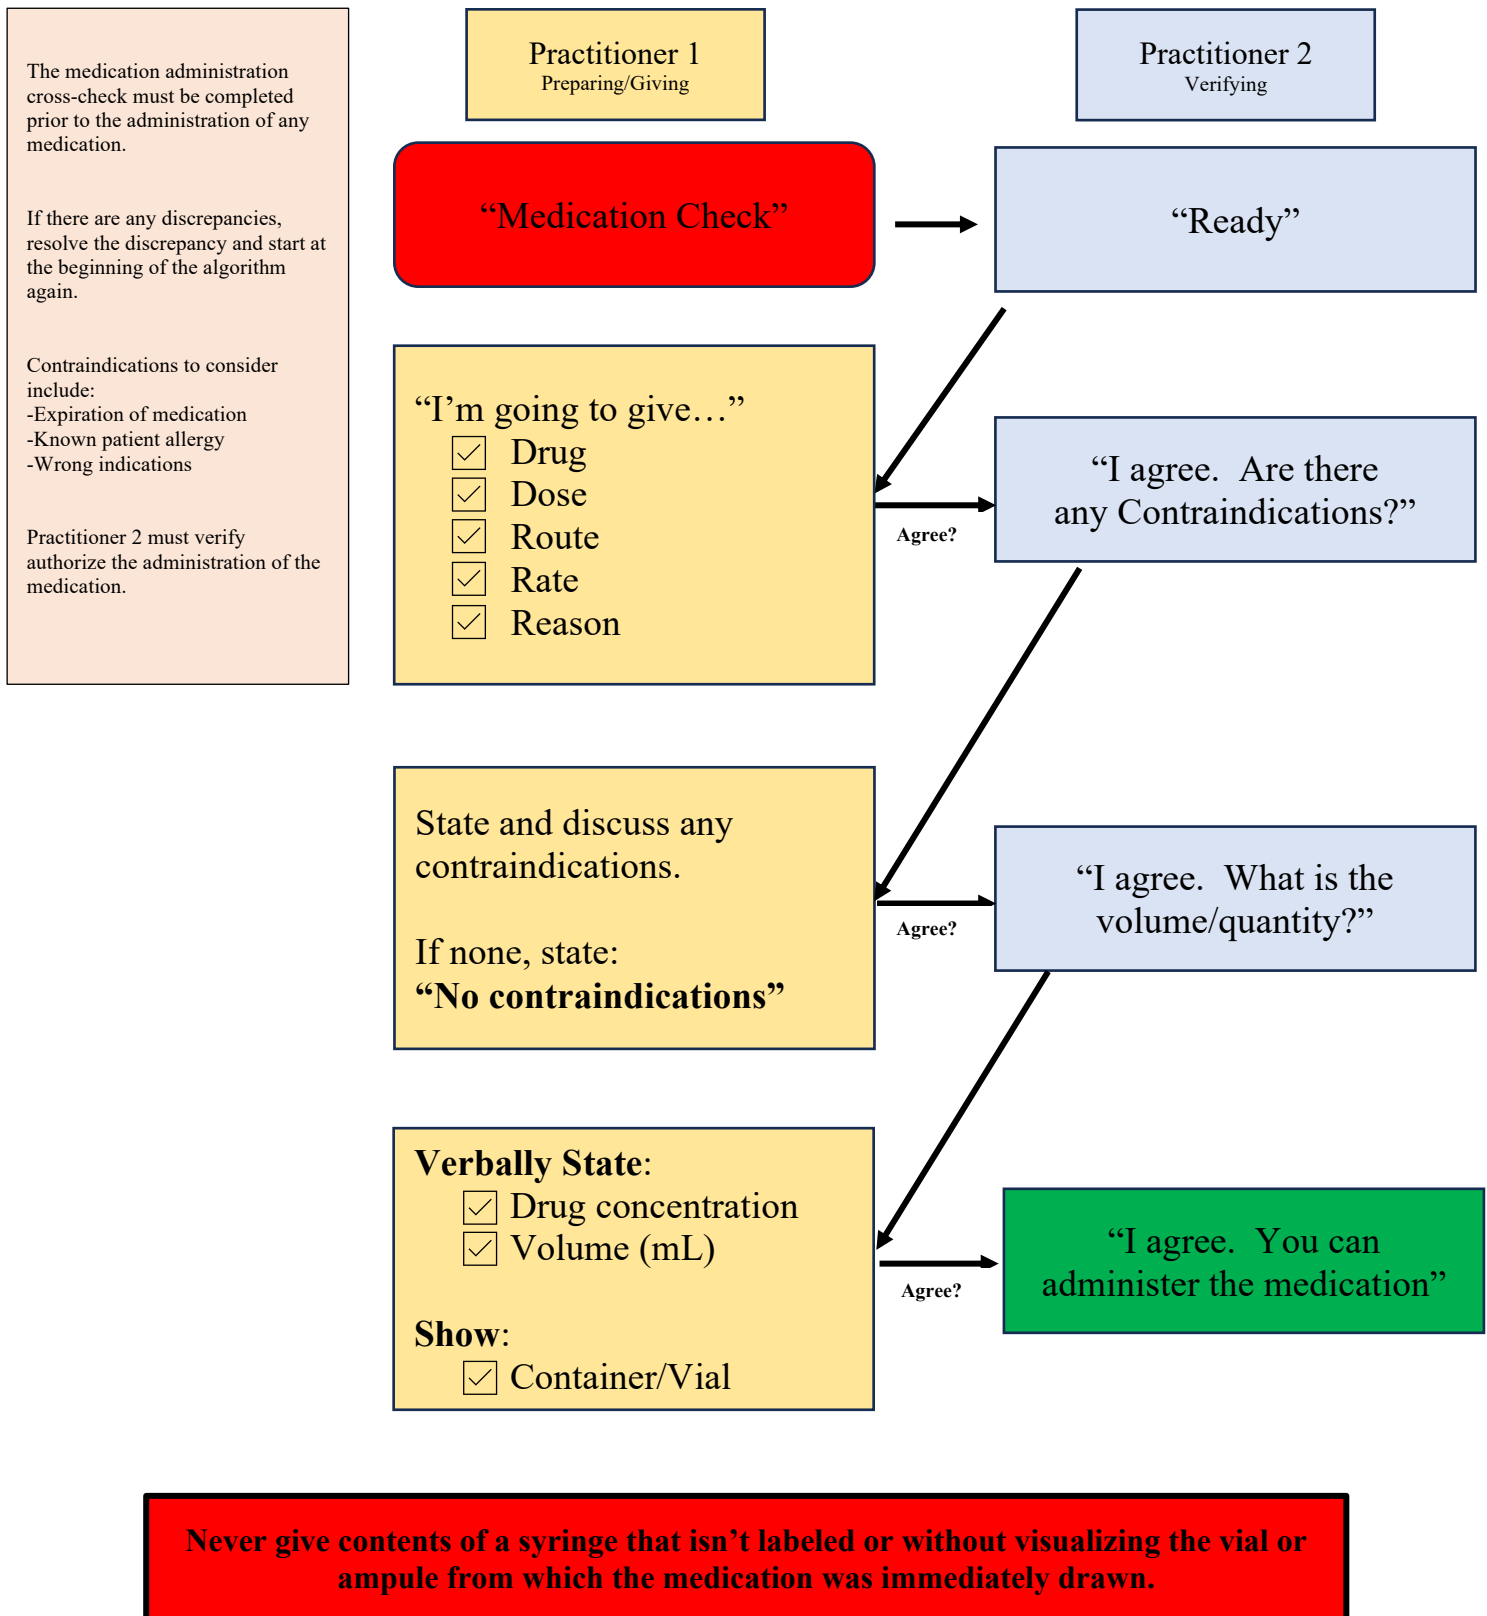 The medication administration
cross-check must be completed
prior to the administration of any
medication.
If there are any discrepancies,
resolve the discrepancy and start at
the beginning of the algorithm
again.
Contraindications to consider
include:
-Expiration of medication
-Known patient allergy
-Wrong indications
Practitioner 2 must verify
authorize the administration of the
medication.
Practitioner 1
Preparing/Giving
Practitioner 2
Verifying
“Medication Check”
“Ready”
“I’m going to give…”
Drug
Dose
Route
Rate
Reason
Agree?
“I agree.  Are there
any Contraindications?”
State and discuss any
contraindications.
If none, state:
“No contraindications”
Agree?
“I agree.  What is the
volume/quantity?”
Verbally State:
Drug concentration
Volume (mL)
Show:
Container/Vial
Agree?
“I agree.  You can
administer the medication”
Never give contents of a syringe that isn’t labeled or without visualizing the vial or
ampule from which the medication was immediately drawn.